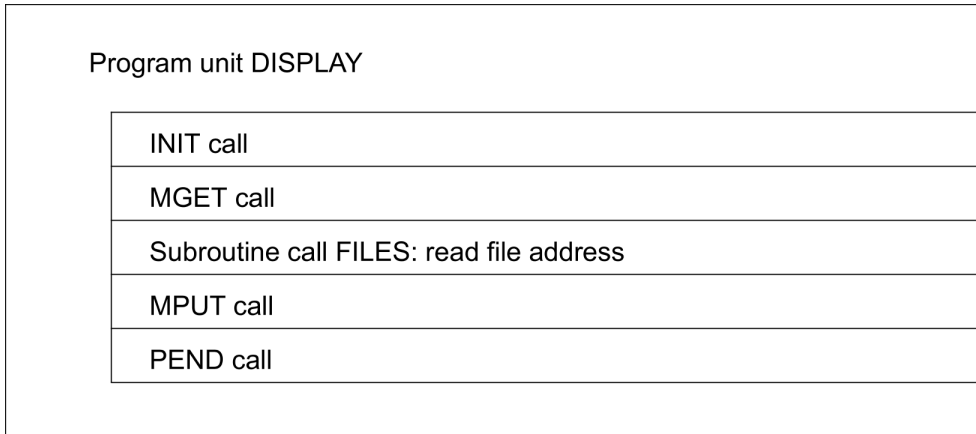 Program unit DISPLAY
INIT call
MGET call
Subroutine call FILES: read file address
MPUT call
PEND call